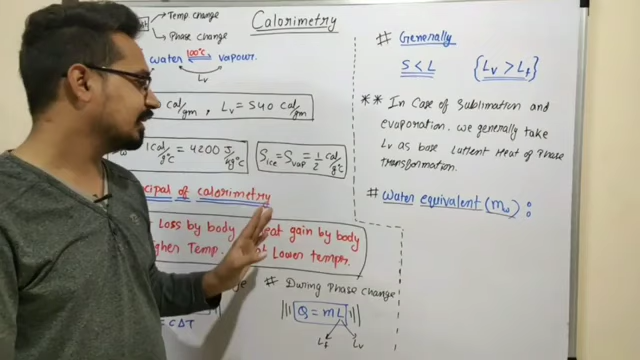 Calorimetry
Temp change
Phase Change
water 100°C vapour.
Lv
cal/gm , Lv = 540 cal/gm
1 cal/g°C = 4200 J/kg°C
Sice = Svap = 1/2 cal/g°C
cipal of calorimetry
Loss by body eat gain by body
gher Temp. Lower tempr.
ge
# During Phase Change
= C ΔT
||| Q = mL |||
Lf Lv
# Generally
S < L { Lv > Lf }
** In Case of Sublimation and
evaporation. we generally take
Lv as base Latent Heat of Phase
transformation.
# Water equivalent (mw) :